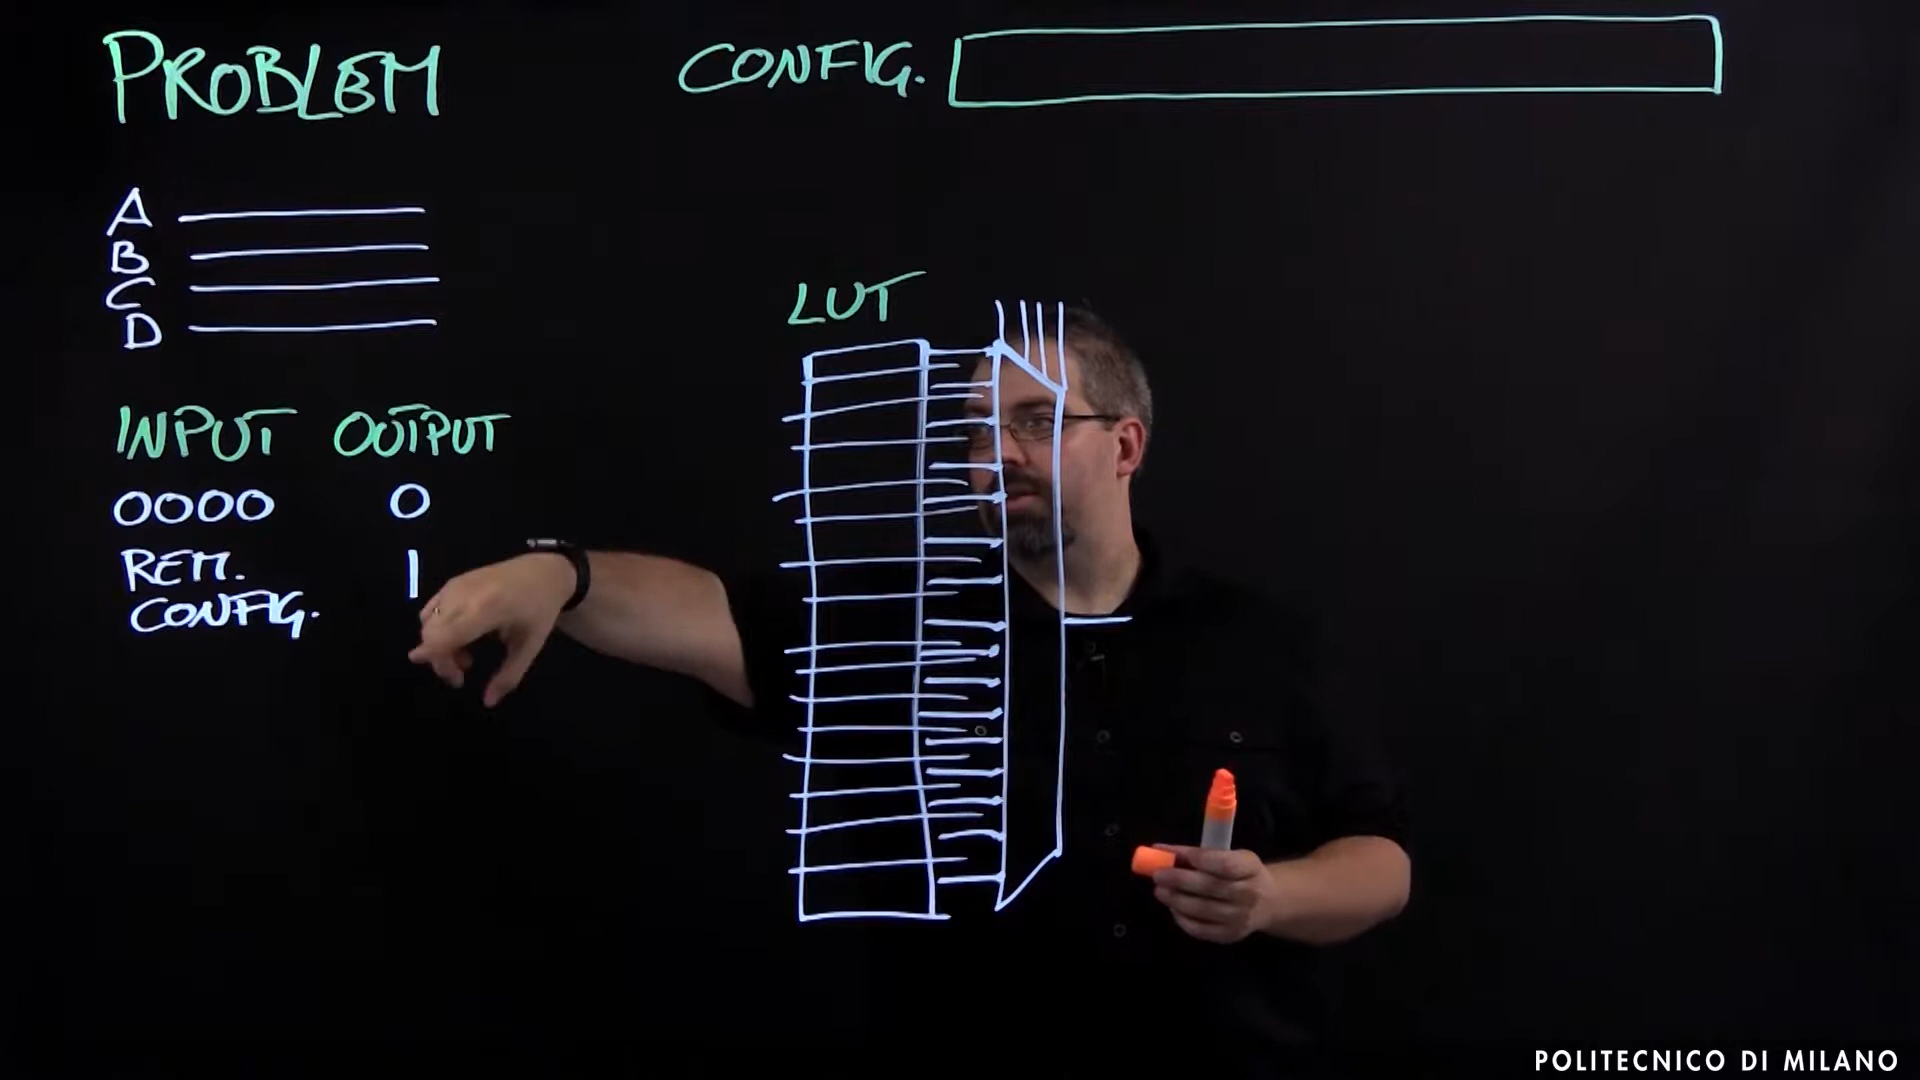 PROBLEM
CONFIG.
A
B
C
D
LUT
INPUT OUTPUT
0000 0
REM. 1
CONFIG.
POLITECNICO DI MILANO